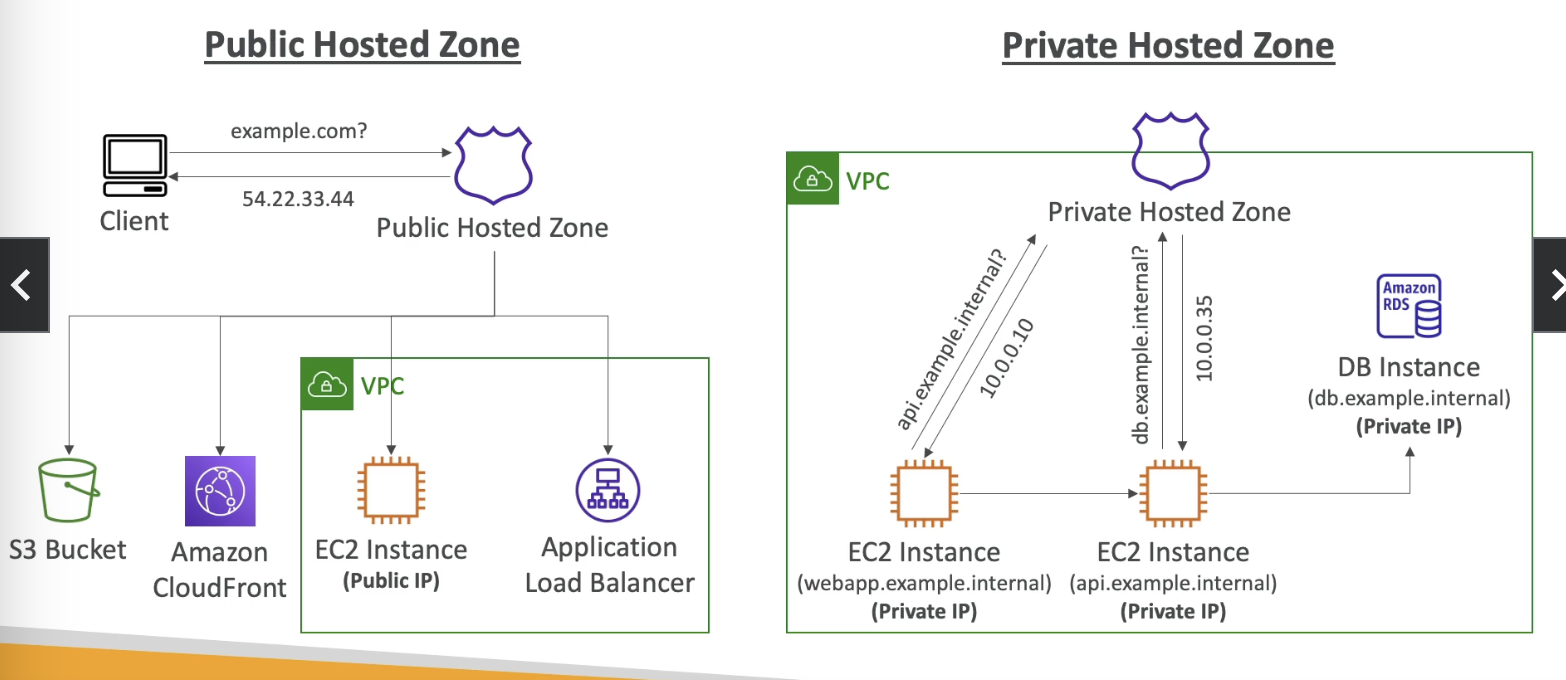 Public Hosted Zone
example.com?
54.22.33.44
Client
Public Hosted Zone
VPC
S3 Bucket
Amazon
CloudFront
EC2 Instance
(Public IP)
Application
Load Balancer
Private Hosted Zone
VPC
Private Hosted Zone
api.example.internal?
10.0.0.10
db.example.internal?
10.0.0.35
Amazon
RDS
DB Instance
(db.example.internal)
(Private IP)
EC2 Instance
(webapp.example.internal)
(Private IP)
EC2 Instance
(api.example.internal)
(Private IP)